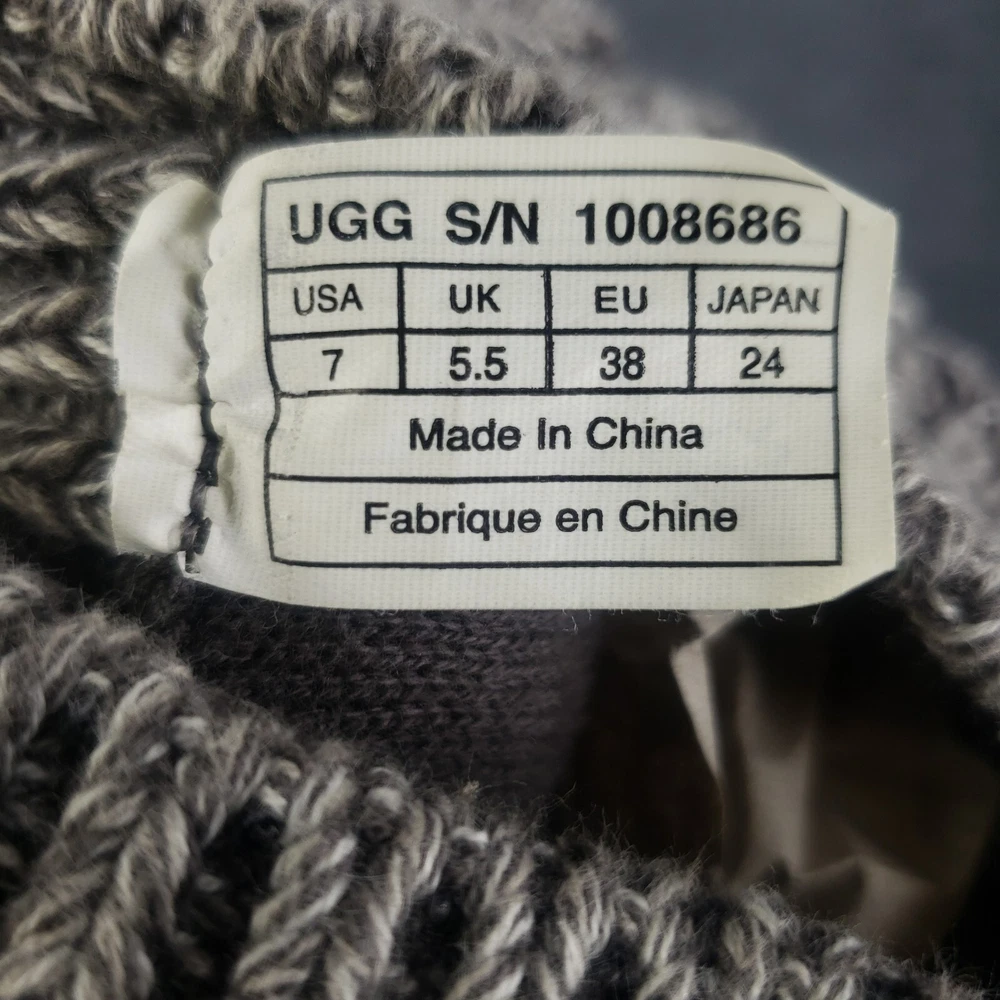 UGG S/N 1008686
USA UK EU JAPAN
7 5.5 38 24
Made In China
Fabrique en Chine